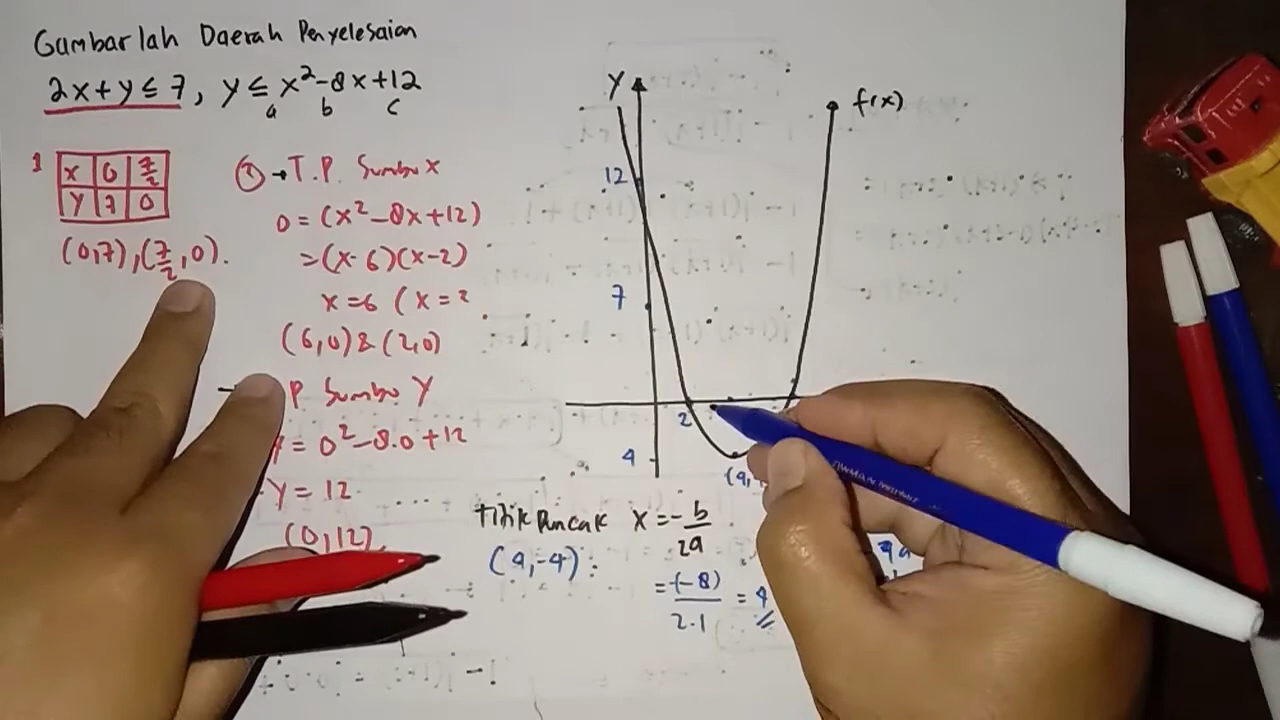 Gambarlah Daerah Penyelesaian
2x+y ≤ 7, y ≤ x²-8x+12
a b c
1
x 0 7/2
y 7 0
(0,7),(7/2,0).
2 → T.P. Sumbu X
0 = (x²-8x+12)
= (x-6)(x-2)
x=6 ( x=2
(6,0) & (2,0)
P Sumbu Y
y = 0²-8.0+12
y = 12
(0,12)
y
f(x)
12
7
2
4
(4,
Titik Puncak x = -b/2a
(4,-4):
= -(-8)/2.1 = 4